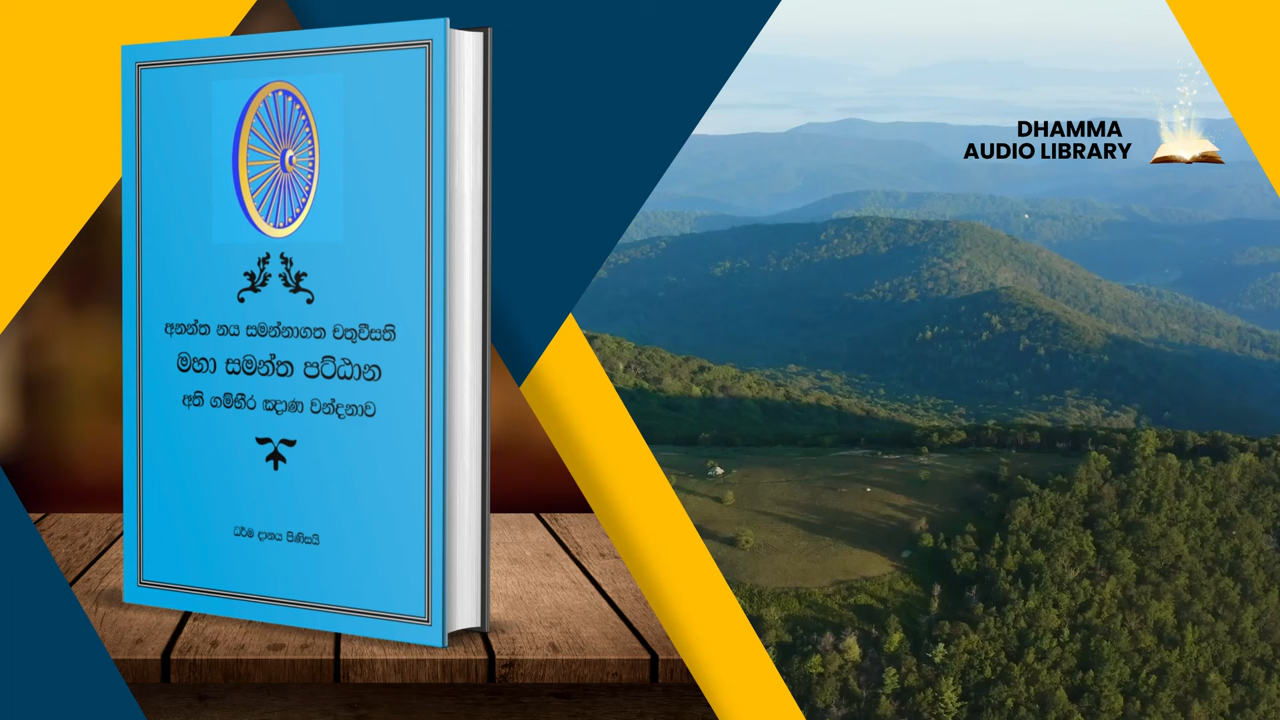 අනන්ත නය සමන්නාගත චතුවීසති
මහා සමන්ත පට්ඨාන
අති ගම්භීර ඤාණ වන්දනාව
ධර්ම දානය පිණිසයි
DHAMMA
AUDIO LIBRARY